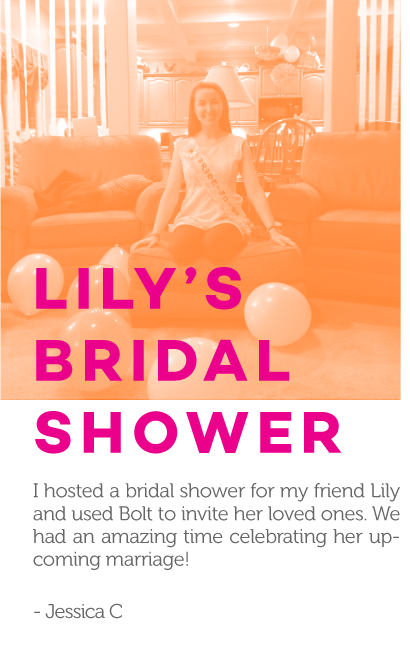 LILY'S
BRIDAL
SHOWER
I hosted a bridal shower for my friend Lily
and used Bolt to invite her loved ones. We
had an amazing time celebrating her up-
coming marriage!
- Jessica C